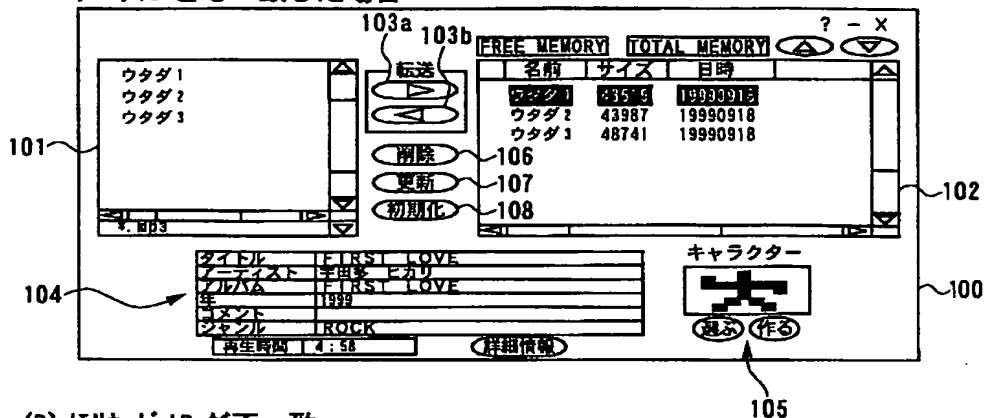 103a
103b
? - X
FREE MEMORY TOTAL MEMORY
転送
名前 サイズ 日時
ウタダ 1
ウタダ 2
ウタダ 3
ウタダ 1 19990918
ウタダ 2 43987 19990918
ウタダ 3 48741 19990918
101
102
削除 106
更新 107
初期化 108
*.mp3
キャラクター
タイトル FIRST LOVE
アーティスト 宇田多 ヒカリ
アルバム FIRST LOVE
年 1999
コメント
ジャンル ROCK
104
100
選ぶ 作る
再生時間 4:58 詳細情報
105